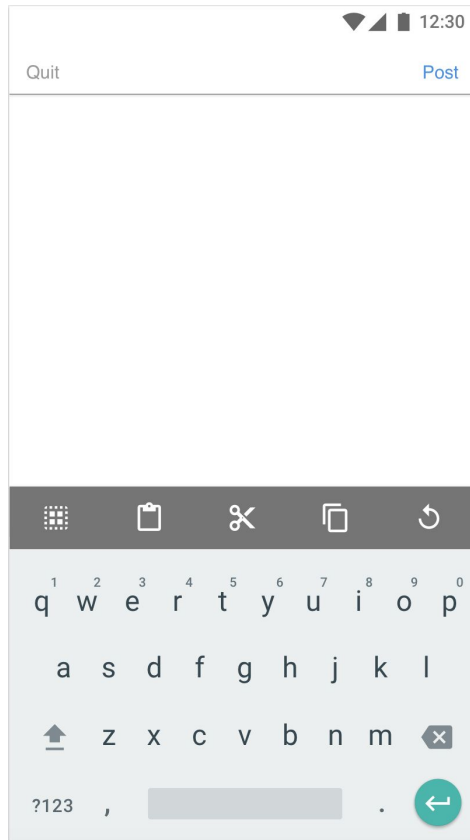 12:30
Quit Post
1 2 3 4 5 6 7 8 9 0
q w e r t y u i o p
a s d f g h j k l
z x c v b n m
?123 , .